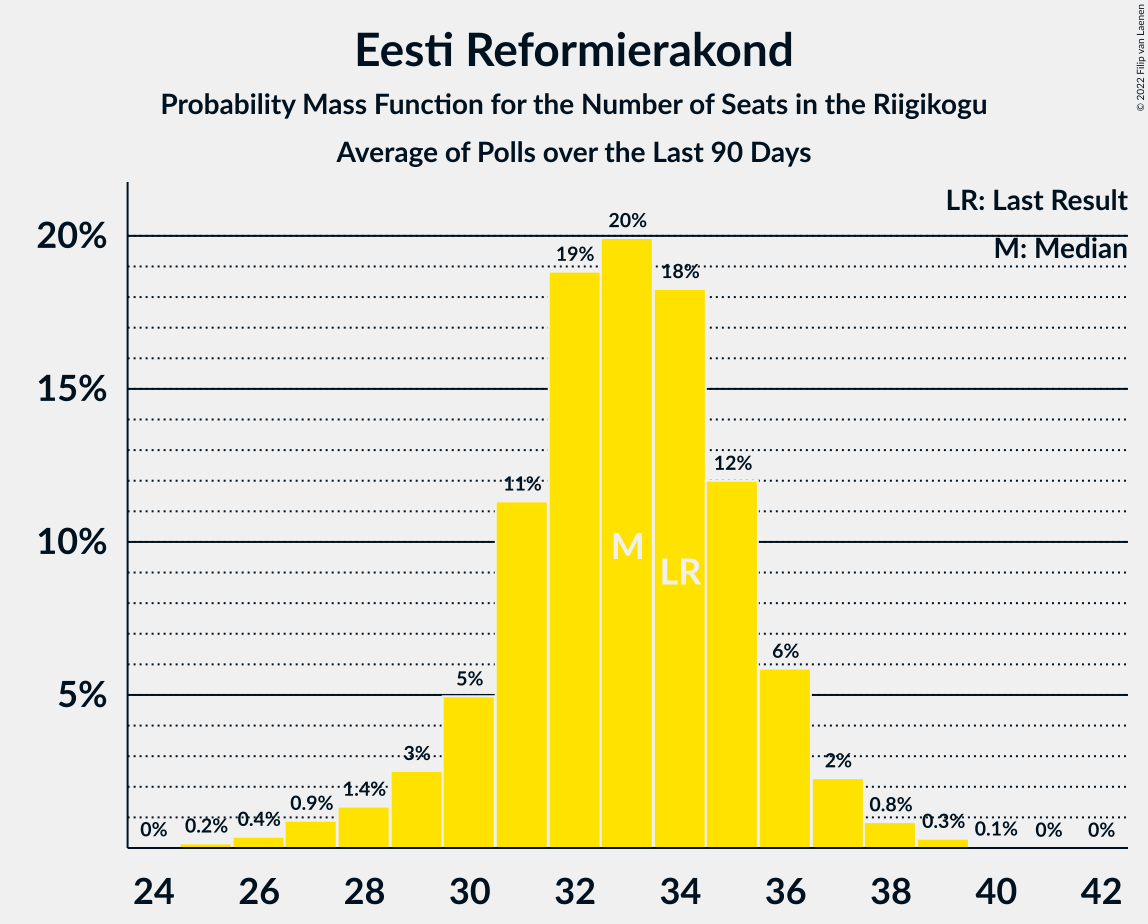 Eesti Reformierakond
Probability Mass Function for the Number of Seats in the Riigikogu
Average of Polls over the Last 90 Days
© 2022 Filip van Laenen
LR: Last Result
M: Median
20%
15%
10%
5%
0%
0.2%
0.4%
0.9%
1.4%
3%
5%
11%
19%
20%
18%
12%
6%
2%
0.8%
0.3%
0.1%
0%
0%
M
LR
24 26 28 30 32 34 36 38 40 42